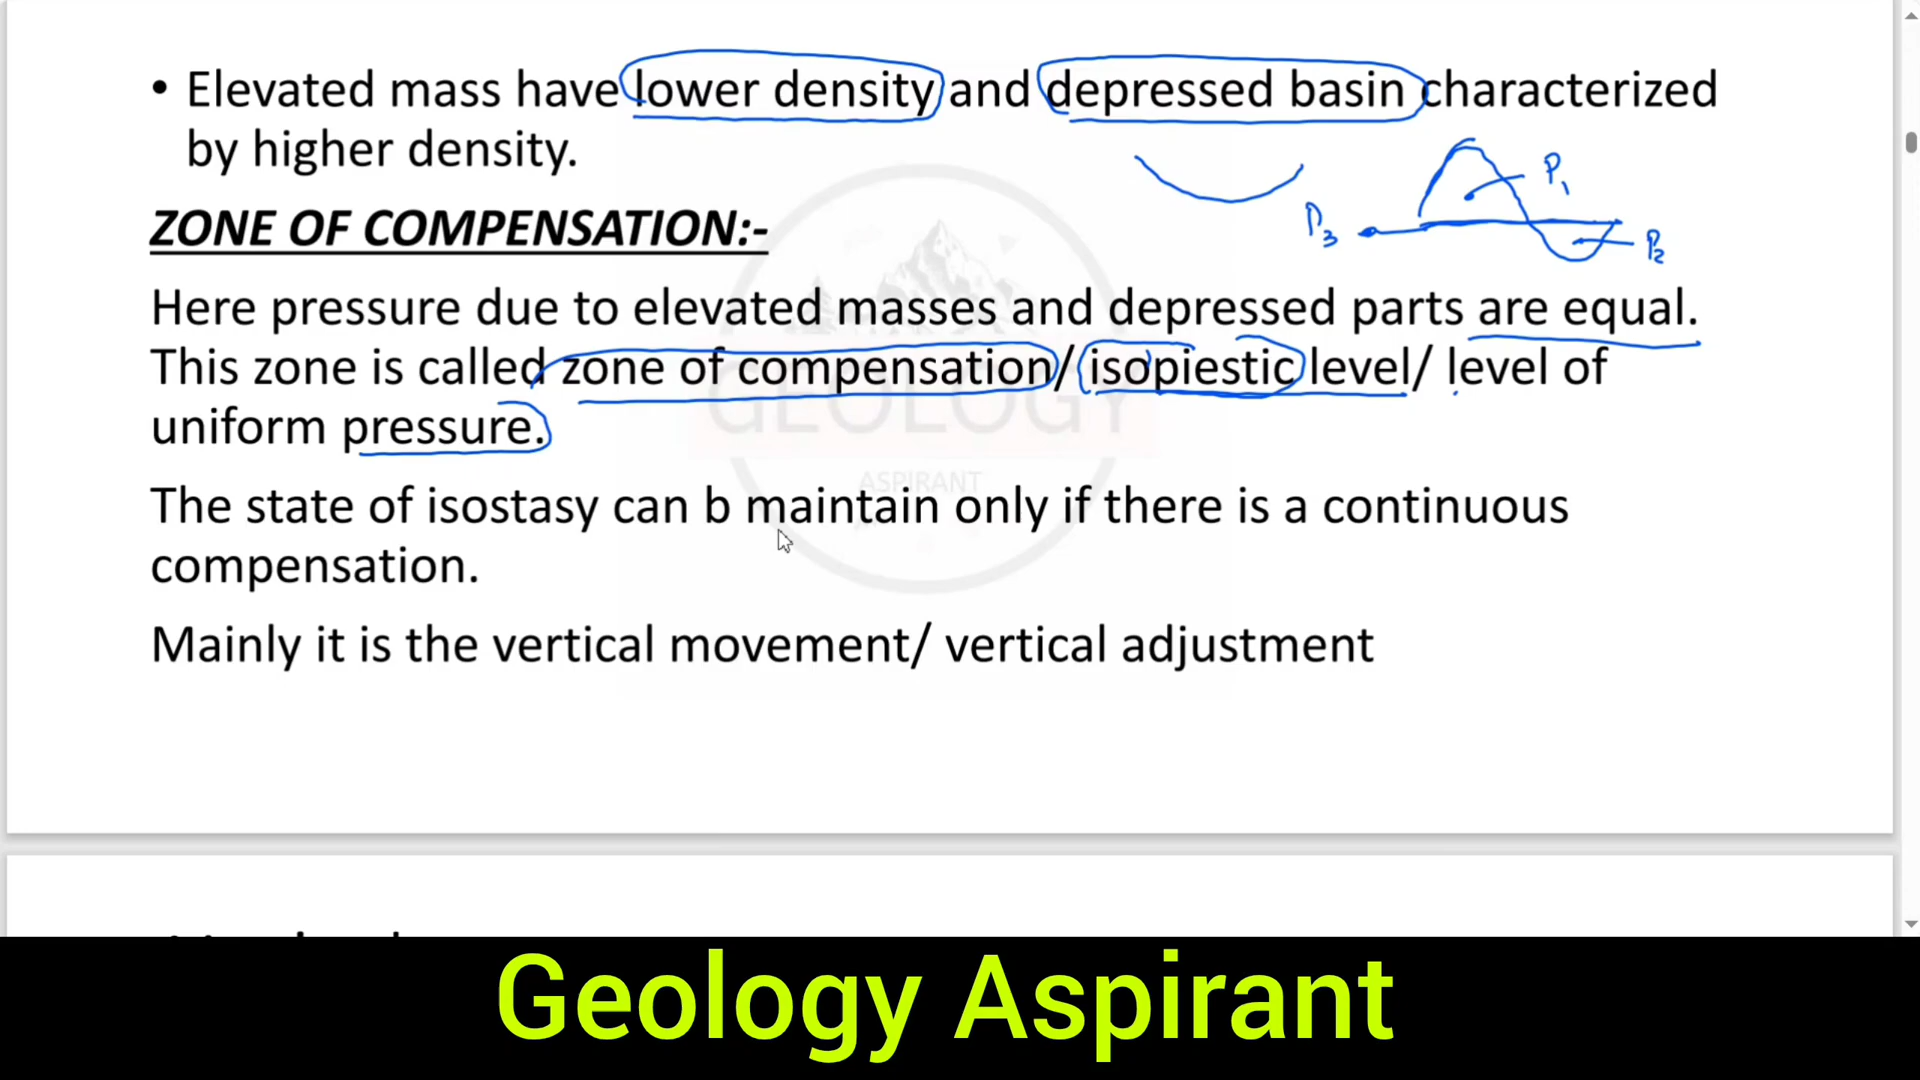 • Elevated mass have lower density and depressed basin characterized
by higher density.
P1
P3
P2
ZONE OF COMPENSATION:-
Here pressure due to elevated masses and depressed parts are equal.
This zone is called zone of compensation/ isopiestic level/ level of
uniform pressure.
GEOLOGY
ASPIRANT
The state of isostasy can b maintain only if there is a continuous
compensation.
Mainly it is the vertical movement/ vertical adjustment
Geology Aspirant